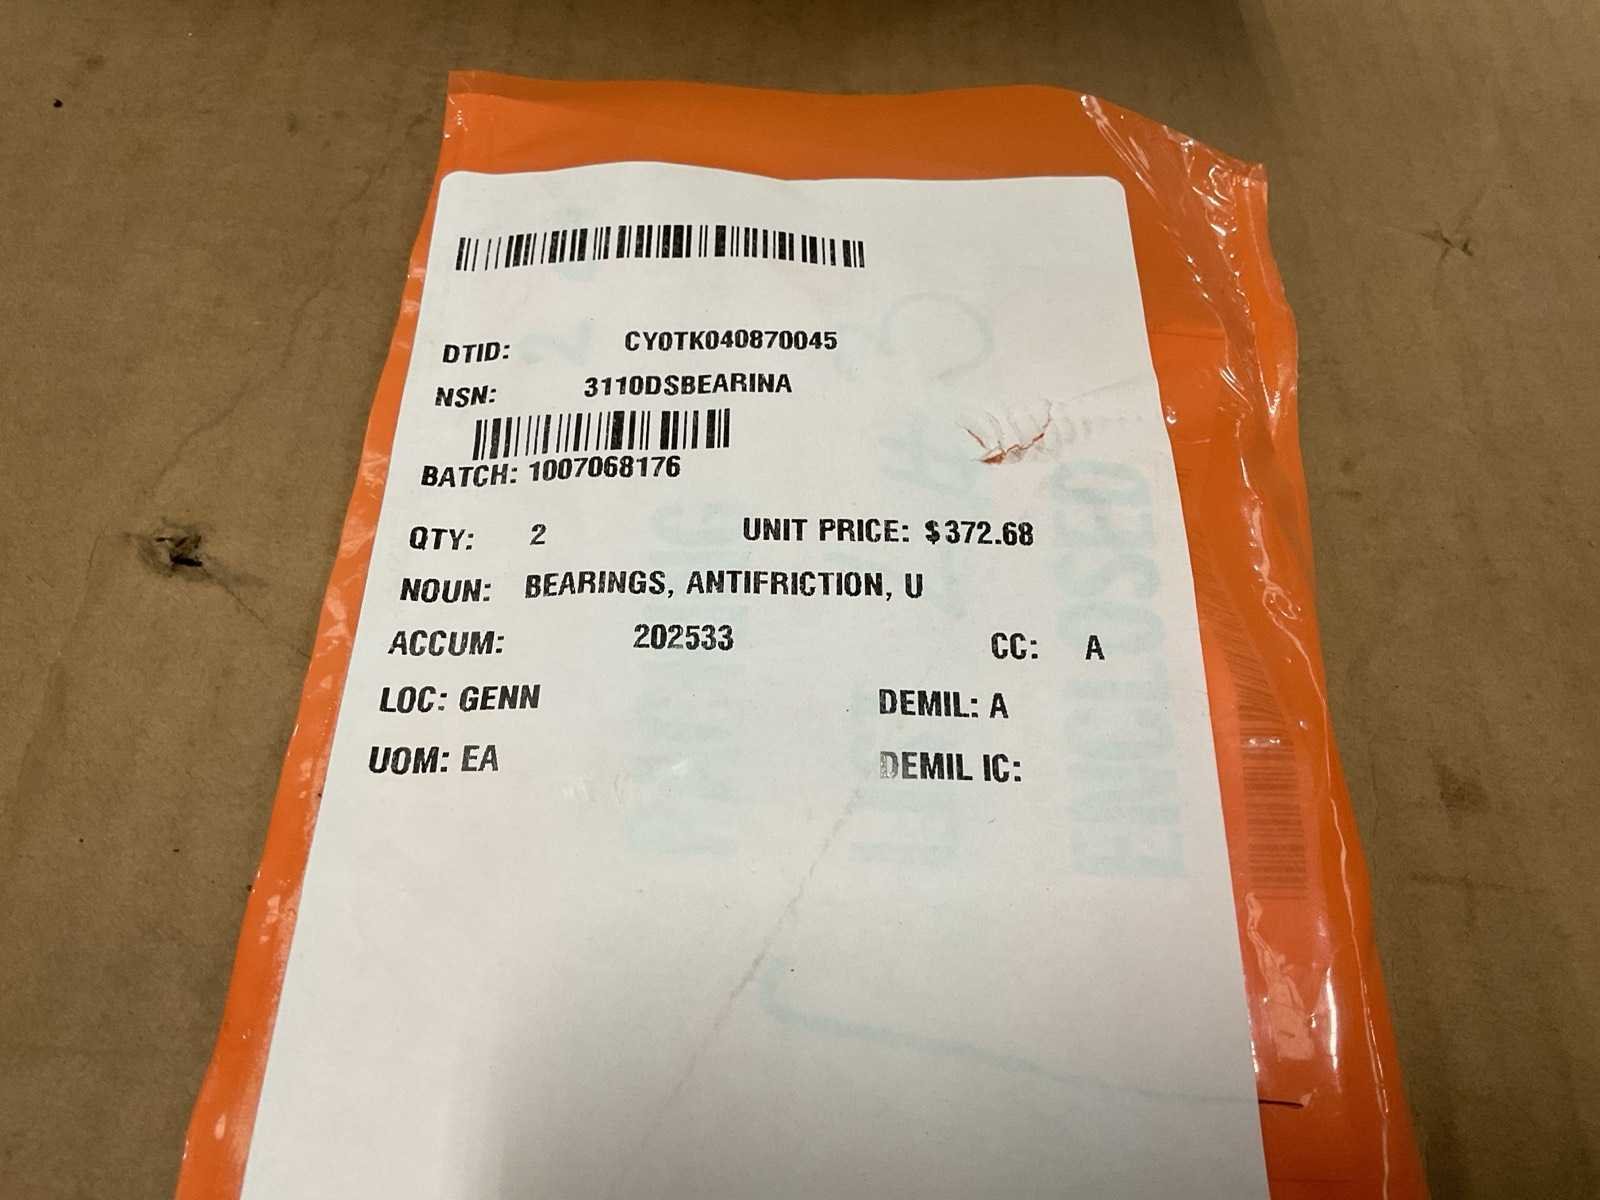 DTID: CY0TK040870045
NSN: 3110DSBEARINA
BATCH: 1007068176
QTY: 2 UNIT PRICE: $372.68
NOUN: BEARINGS, ANTIFRICTION, U
ACCUM: 202533 CC: A
LOC: GENN DEMIL: A
UOM: EA DEMIL IC:
ENCLOSED